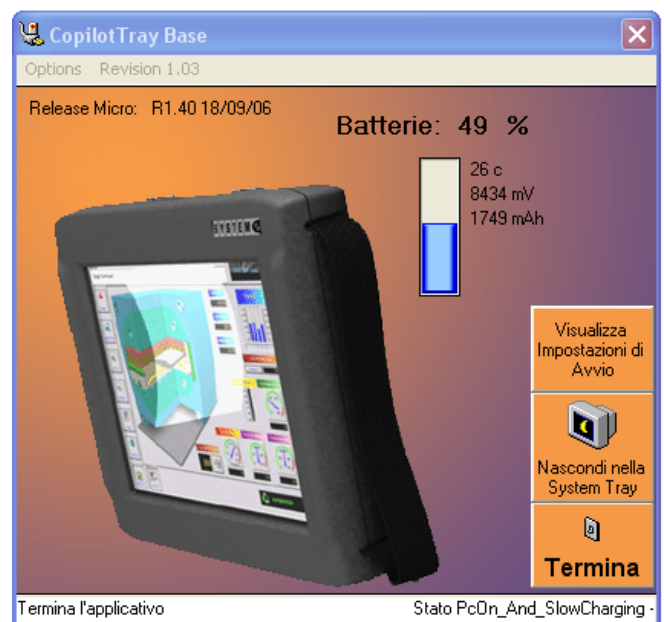 CopilotTray Base
Options Revision 1.03
Release Micro: R1.40 18/09/06
Batterie: 49 %
26 c
8434 mV
1749 mAh
SYSTEM
Visualizza
Impostazioni di
Avvio
Nascondi nella
System Tray
Termina
Termina l'applicativo
Stato PcOn_And_SlowCharging -